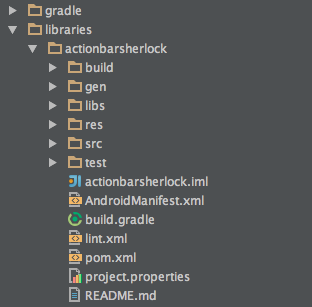 gradle
libraries
actionbarsherlock
build
gen
libs
res
src
test
actionbarsherlock.iml
AndroidManifest.xml
build.gradle
lint.xml
pom.xml
project.properties
README.md